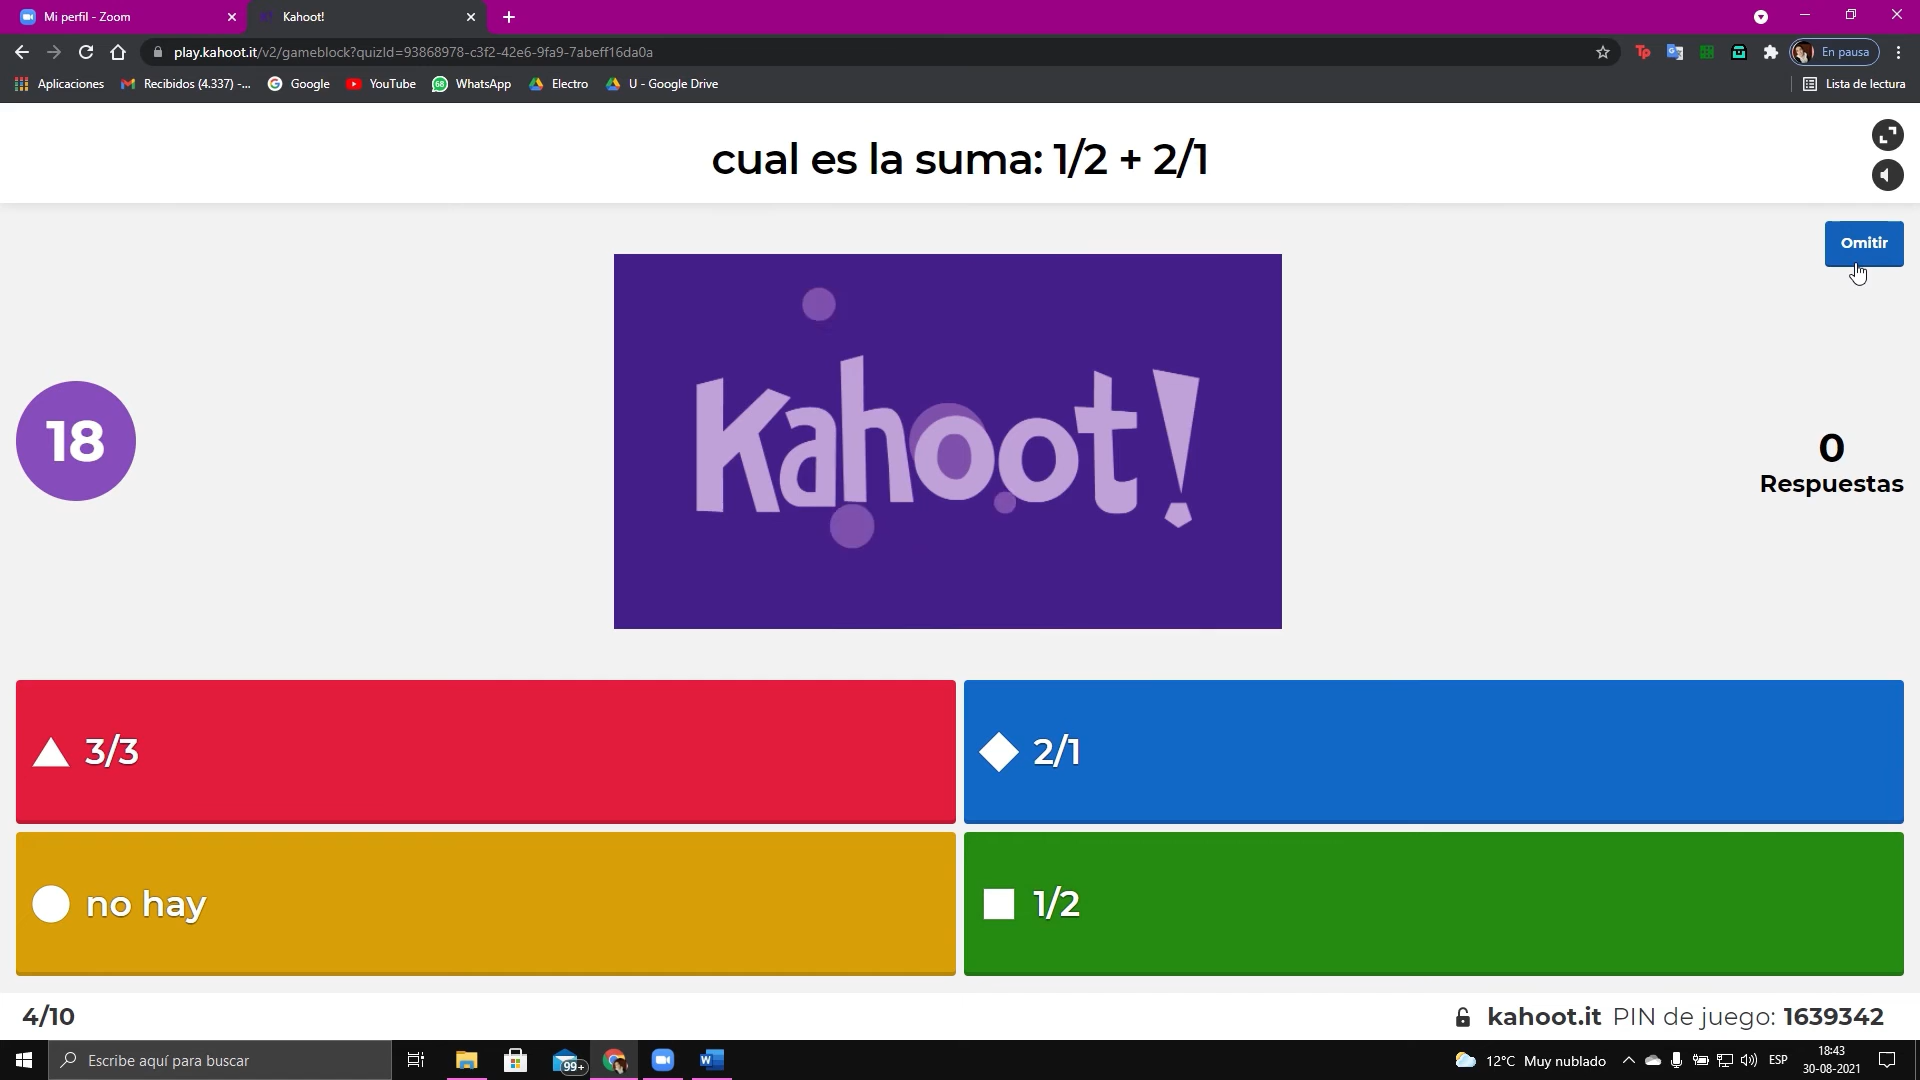 Mi perfil - Zoom
Kahoot!
play.kahoot.it/v2/gameblock?quizId=93868978-c3f2-42e6-9fa9-7abeff16da0a
Tp
En pausa
Aplicaciones
Recibidos (4.337) -...
Google
YouTube
68
WhatsApp
Electro
U - Google Drive
Lista de lectura
cual es la suma: 1/2 + 2/1
Omitir
18
Kahoot!
0
Respuestas
3/3
2/1
no hay
1/2
4/10
kahoot.it PIN de juego: 1639342
Escribe aquí para buscar
99+
12°C Muy nublado
ESP
18:43
30-08-2021